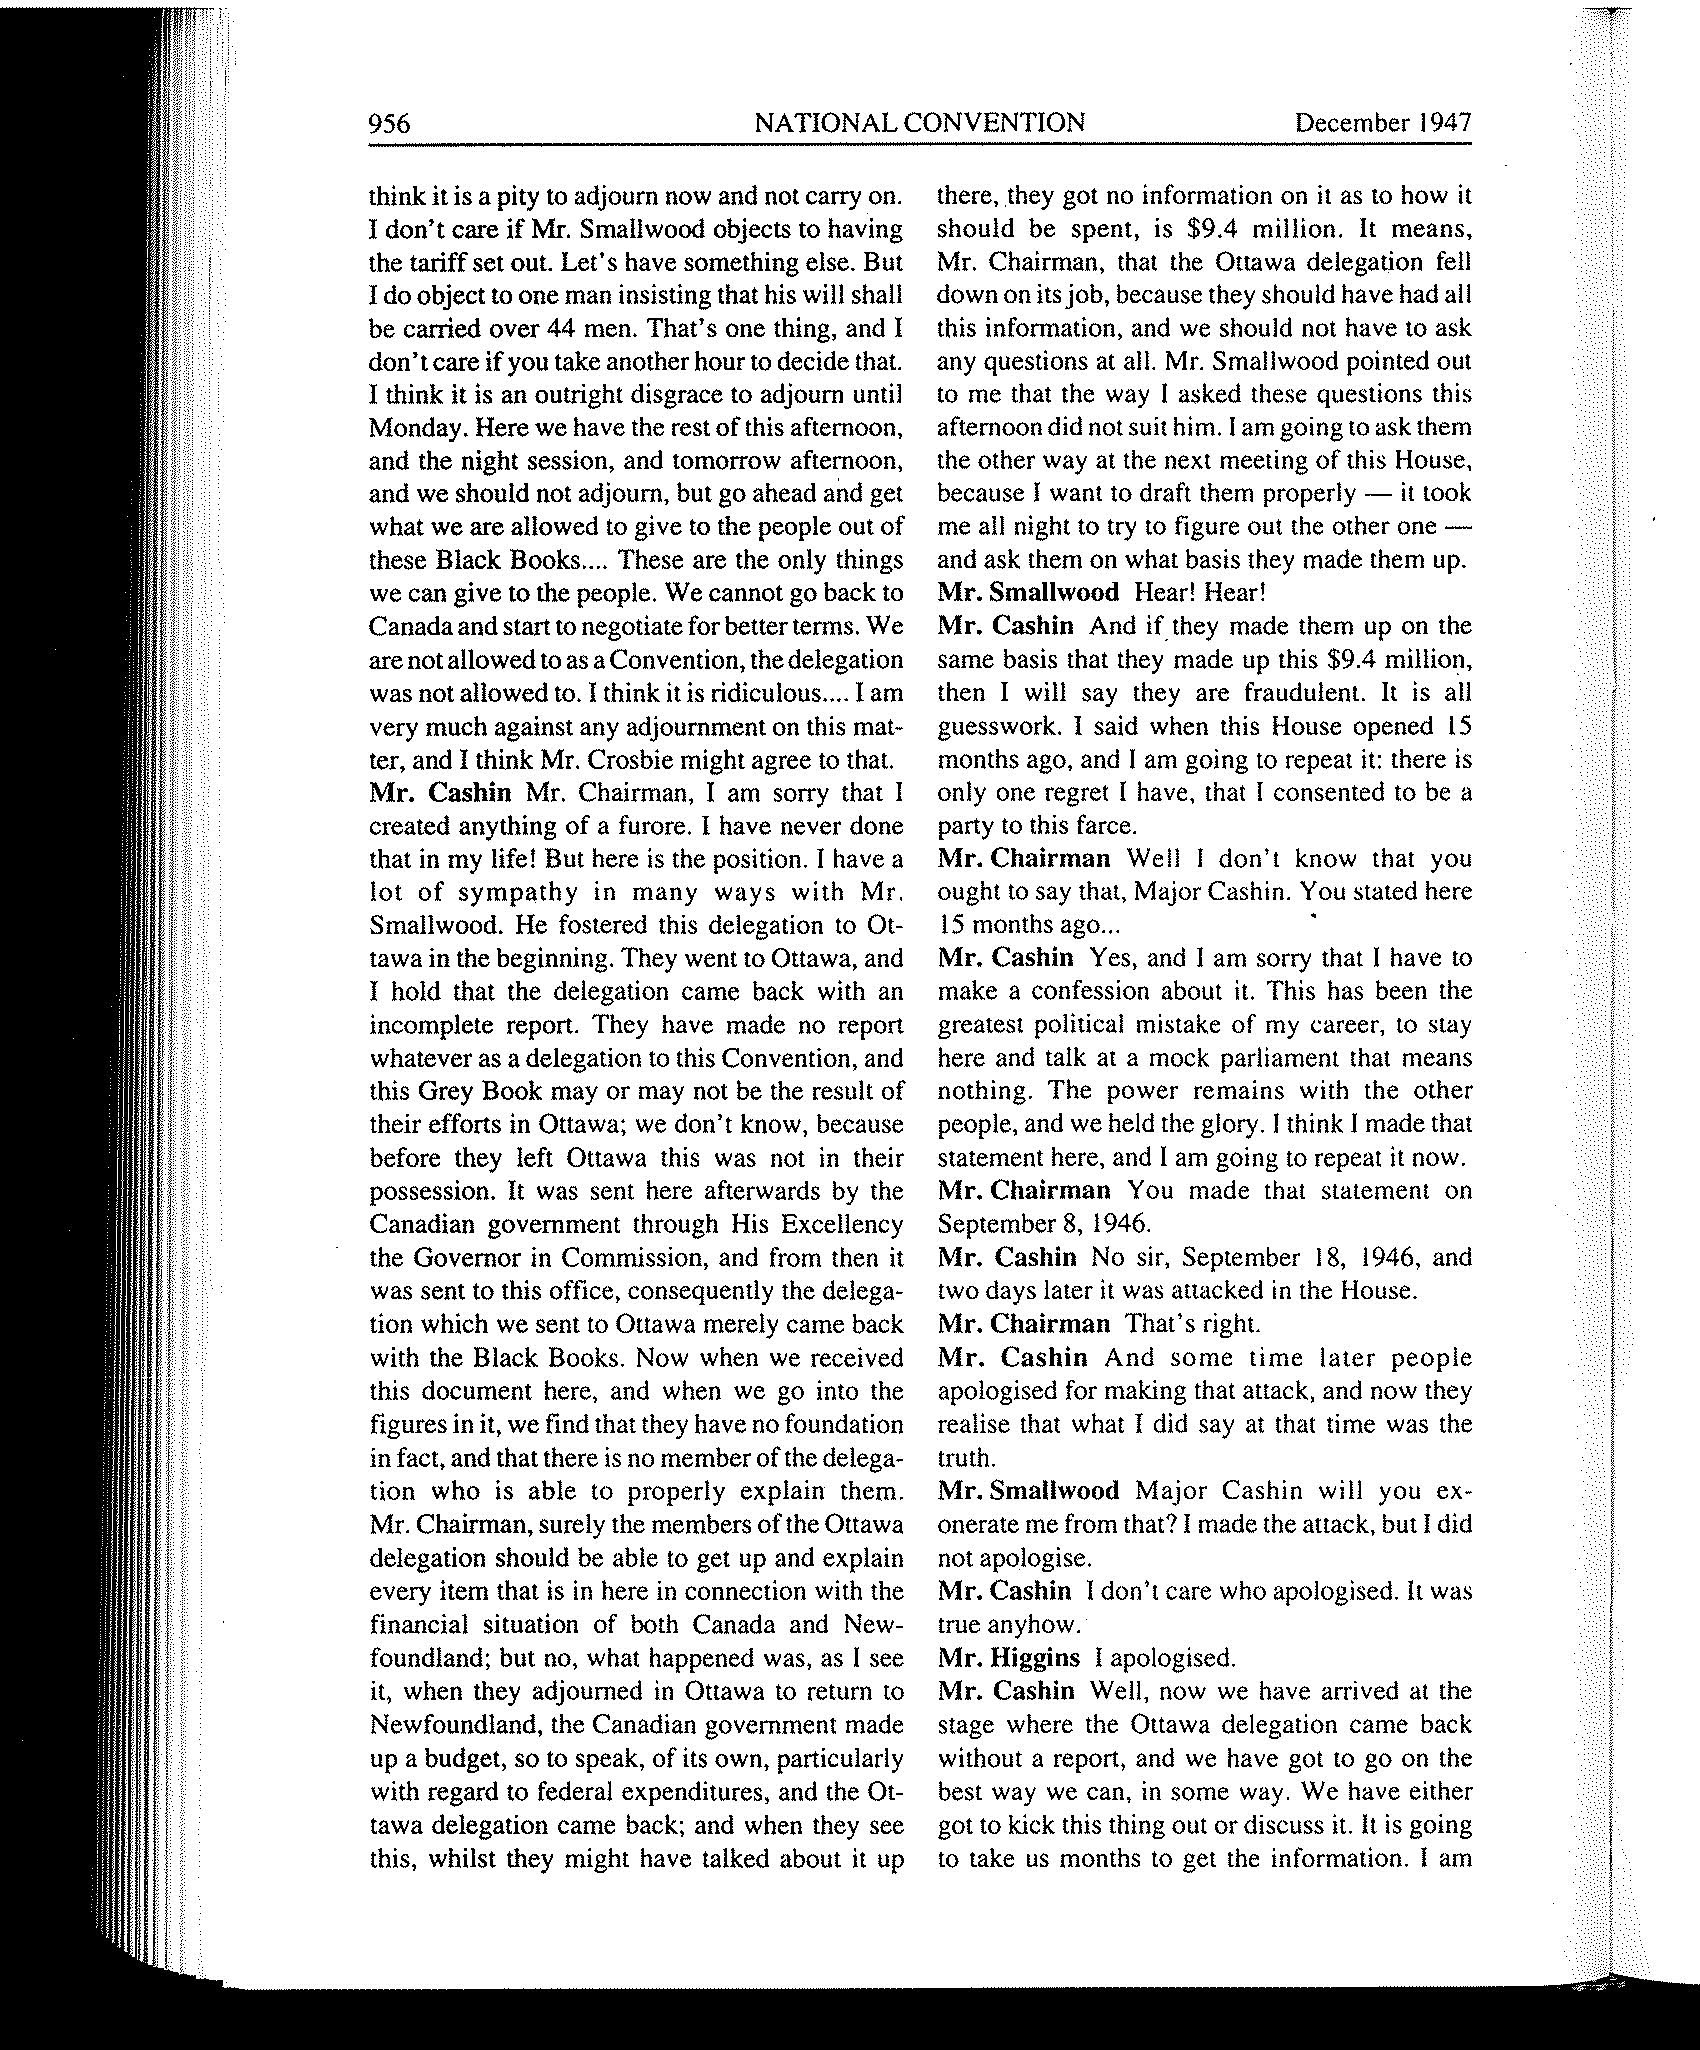 956 NATIONAL CONVENTION December 1947
think it is a pity to adjourn now and not carry on.
I don't care if Mr. Smallwood objects to having
the tariff set out. Let's have something else. But
I do object to one man insisting that his will shall
be carried over 44 men. That's one thing, and I
don't care if you take another hour to decide that.
I think it is an outright disgrace to adjourn until
Monday. Here we have the rest of this afternoon,
and the night session, and tomorrow afternoon,
and we should not adjourn, but go ahead and get
what we are allowed to give to the people out of
these Black Books.... These are the only things
we can give to the people. We cannot go back to
Canada and start to negotiate for better terms. We
are not allowed to as a Convention, the delegation
was not allowed to. I think it is ridiculous.... I am
very much against any adjournment on this mat-
ter, and I think Mr. Crosbie might agree to that.
Mr. Cashin Mr. Chairman, I am sorry that I
created anything of a furore. I have never done
that in my life! But here is the position. I have a
lot of sympathy in many ways with Mr.
Smallwood. He fostered this delegation to Ot-
tawa in the beginning. They went to Ottawa, and
I hold that the delegation came back with an
incomplete report. They have made no report
whatever as a delegation to this Convention, and
this Grey Book may or may not be the result of
their efforts in Ottawa; we don't know, because
before they left Ottawa this was not in their
possession. It was sent here afterwards by the
Canadian government through His Excellency
the Governor in Commission, and from then it
was sent to this office, consequently the delega-
tion which we sent to Ottawa merely came back
with the Black Books. Now when we received
this document here, and when we go into the
figures in it, we find that they have no foundation
in fact, and that there is no member of the delega-
tion who is able to properly explain them.
Mr. Chairman, surely the members of the Ottawa
delegation should be able to get up and explain
every item that is in here in connection with the
financial situation of both Canada and New-
foundland; but no, what happened was, as I see
it, when they adjourned in Ottawa to return to
Newfoundland, the Canadian government made
up a budget, so to speak, of its own, particularly
with regard to federal expenditures, and the Ot-
tawa delegation came back; and when they see
this, whilst they might have talked about it up
there, they got no information on it as to how it
should be spent, is $9.4 million. It means,
Mr. Chairman, that the Ottawa delegation fell
down on its job, because they should have had all
this information, and we should not have to ask
any questions at all. Mr. Smallwood pointed out
to me that the way I asked these questions this
afternoon did not suit him. I am going to ask them
the other way at the next meeting of this House,
because I want to draft them properly — it took
me all night to try to figure out the other one —
and ask them on what basis they made them up.
Mr. Smallwood Hear! Hear!
Mr. Cashin And if they made them up on the
same basis that they made up this $9.4 million,
then I will say they are fraudulent. It is all
guesswork. I said when this House opened 15
months ago, and I am going to repeat it: there is
only one regret I have, that I consented to be a
party to this farce.
Mr. Chairman Well I don't know that you
ought to say that, Major Cashin. You stated here
15 months ago...
Mr. Cashin Yes, and I am sorry that I have to
make a confession about it. This has been the
greatest political mistake of my career, to stay
here and talk at a mock parliament that means
nothing. The power remains with the other
people, and we held the glory. I think I made that
statement here, and I am going to repeat it now.
Mr. Chairman You made that statement on
September 8, 1946.
Mr. Cashin No sir, September 18, 1946, and
two days later it was attacked in the House.
Mr. Chairman That's right.
Mr. Cashin And some time later people
apologised for making that attack, and now they
realise that what I did say at that time was the
truth.
Mr. Smallwood Major Cashin will you ex-
onerate me from that? I made the attack, but I did
not apologise.
Mr. Cashin I don't care who apologised. It was
true anyhow.
Mr. Higgins I apologised.
Mr. Cashin Well, now we have arrived at the
stage where the Ottawa delegation came back
without a report, and we have got to go on the
best way we can, in some way. We have either
got to kick this thing out or discuss it. It is going
to take us months to get the information. I am